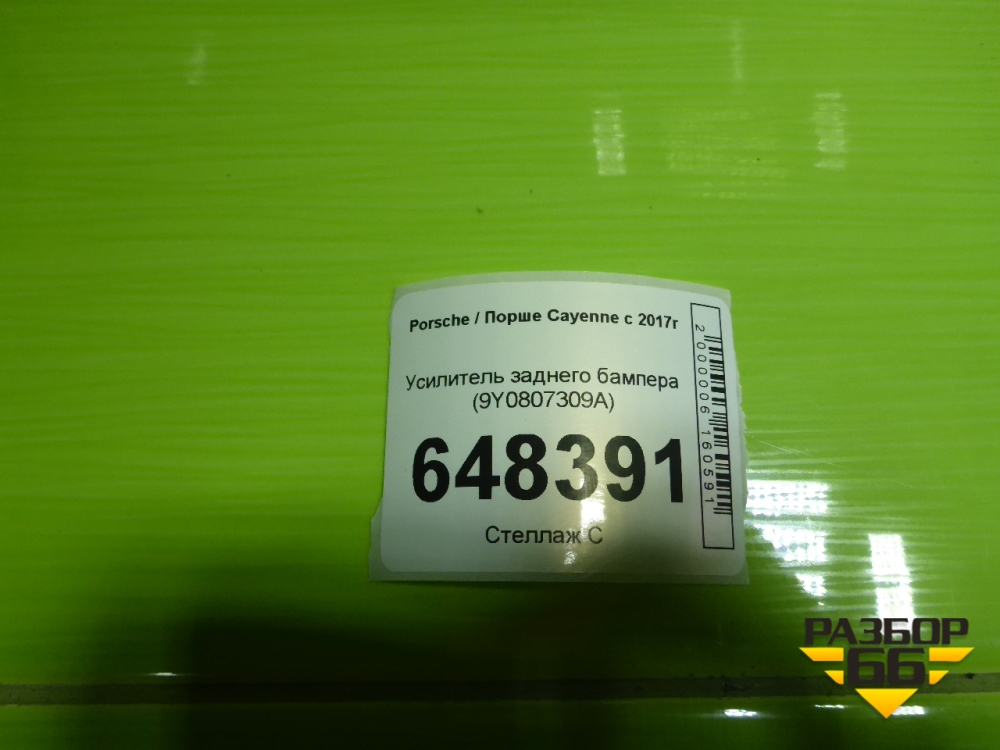 Porsche / Порше Cayenne с 2017г
Усилитель заднего бампера
(9Y0807309A)
648391
Стеллаж С
2000006160591
РАЗБОР
66